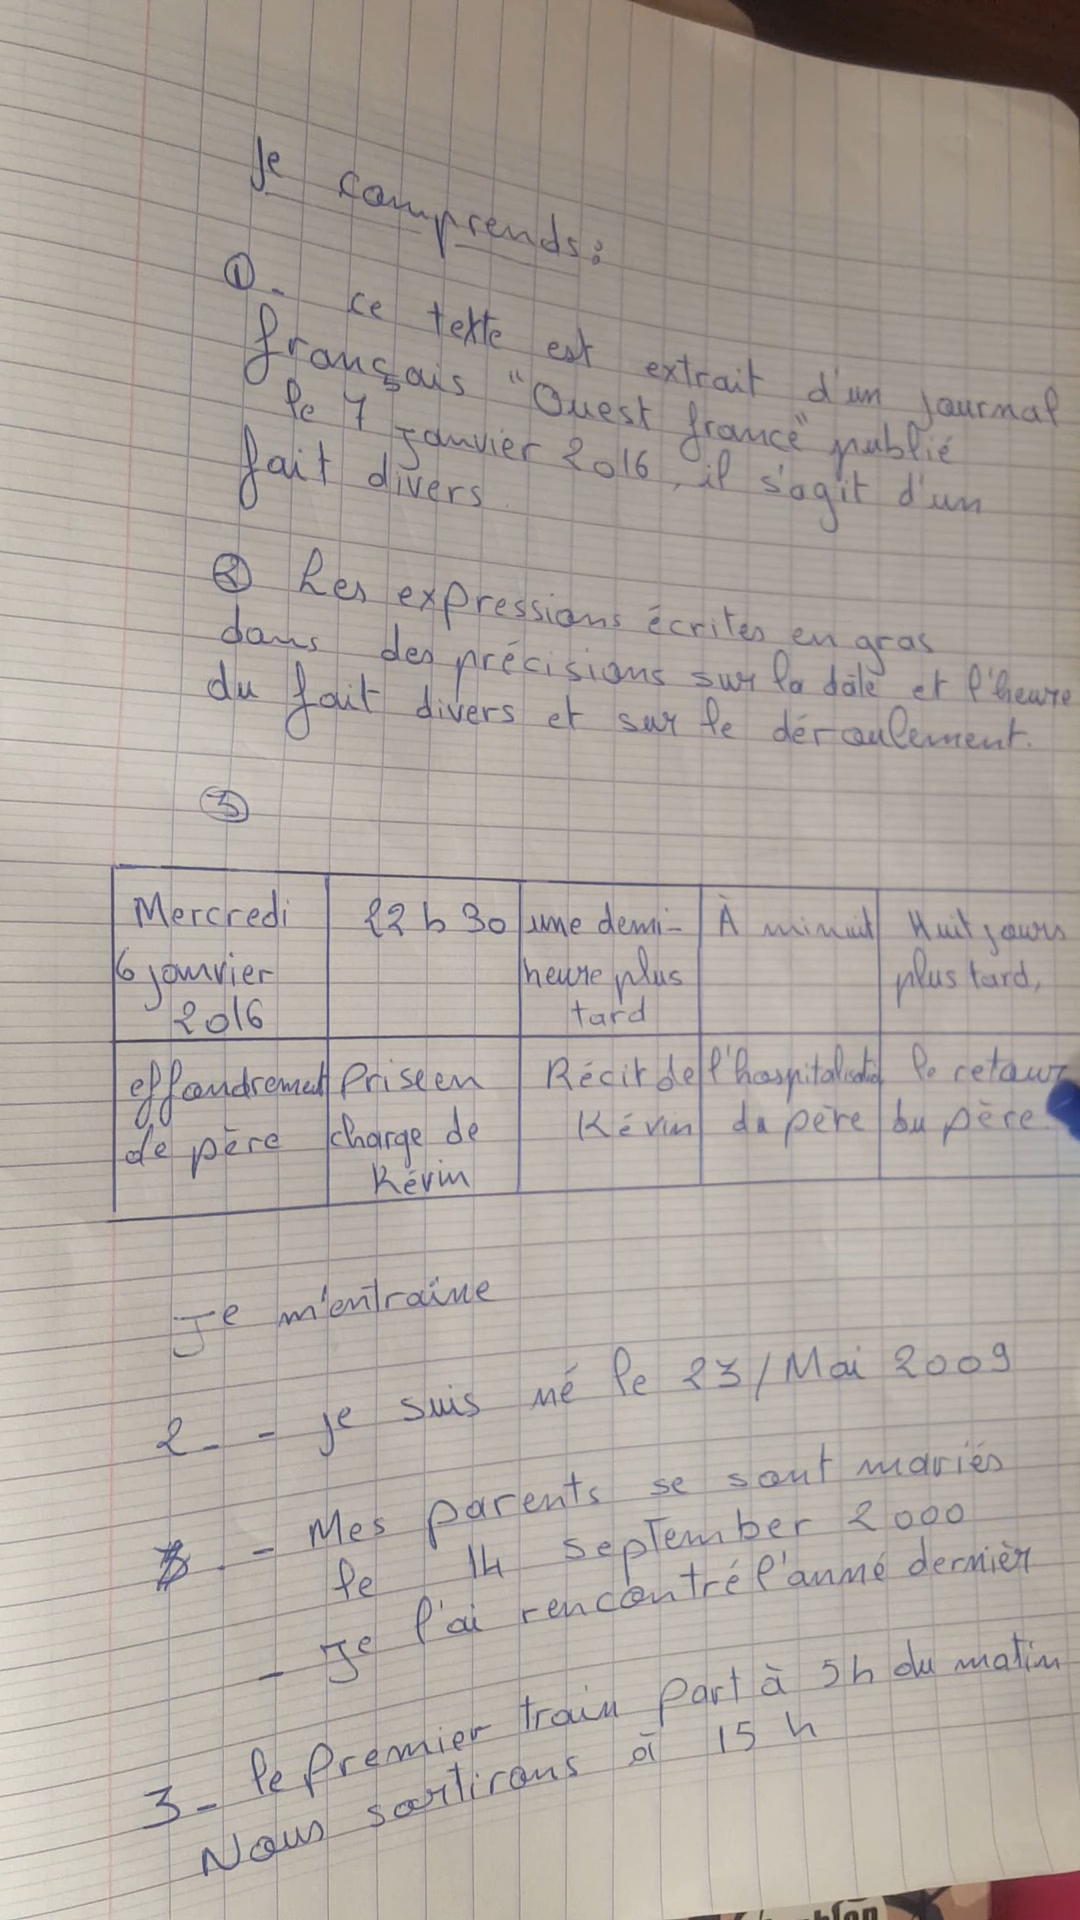 Je comprends:
①- ce texte est extrait d'un journal
français "Ouest france" publié
le 7 janvier 2016, il s'agit d'un
fait divers.
② Les expressions écrites en gras
dans des précisions sur la date et l'heure
du fait divers et sur le déroulement.
③
Mercredi 22 h 30 une demi- À minuit Huit jours
6 janvier heure plus plus tard,
2016 tard
effondrement Prise en Récit de l'hospitalisation le retour
de père charge de Kévin du père du père.
Kévin
Je m'entraine
2- - je suis né le 23/Mai 2009
- Mes parents se sont mariés
le 14 september 2000
- Je l'ai rencontré l'anné dernièr
3- le premier train part à 5h du matin
Nous sortirons à 15 h